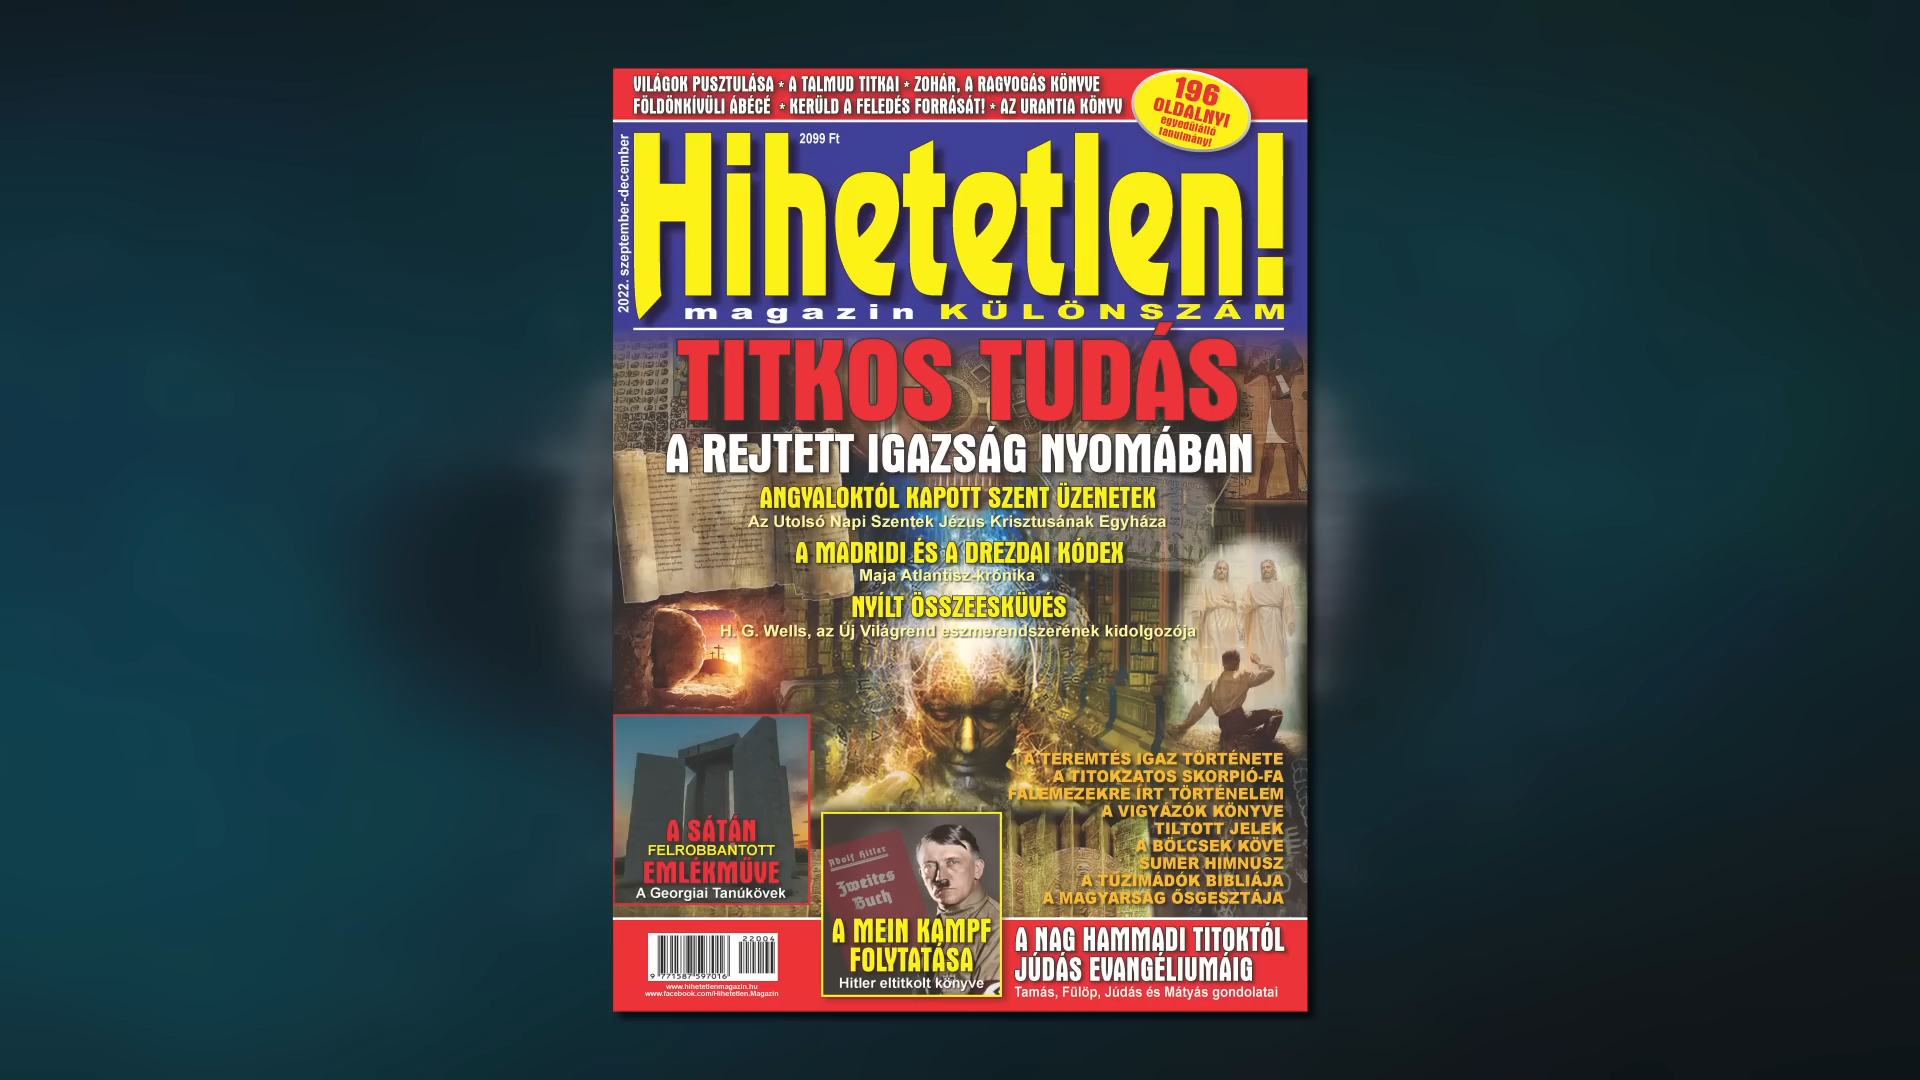 VILÁGOK PUSZTULÁSA * A TALMUD TITKAI * ZOHÁR, A RAGYOGÁS KÖNYVE
FÖLDÖNKÍVÜLI ÁBÉCÉ * KERÜLD A FELEDÉS FORRÁSÁT! * AZ URANTIA KÖNYV
196
OLDALNYI
egyedülálló
tanulmány!
2099 Ft
2022. szeptember-december
Hihetetlen!
magazin KÜLÖNSZÁM
TITKOS TUDÁS
A REJTETT IGAZSÁG NYOMÁBAN
ANGYALOKTÓL KAPOTT SZENT ÜZENETEK
Az Utolsó Napi Szentek Jézus Krisztusának Egyháza
A MADRIDI ÉS A DREZDAI KÓDEX
Maja Atlantisz-krónika
NYÍLT ÖSSZEESKÜVÉS
H. G. Wells, az Új Világrend eszmerendszerének kidolgozója
A TEREMTÉS IGAZ TÖRTÉNETE
A TITOKZATOS SKORPIÓ-FA
FALEMEZEKRE ÍRT TÖRTÉNELEM
A VIGYÁZÓK KÖNYVE
TILTOTT JELEK
A BÖLCSEK KÖVE
SUMER HIMNUSZ
A TŰZIMÁDÓK BIBLIÁJA
A MAGYARSÁG ŐSGESZTÁJA
A SÁTÁN
FELROBBANTOTT
EMLÉKMŰVE
A Georgiai Tanúkövek
Adolf Hitler
Zweites
Buch
A MEIN KAMPF
FOLYTATÁSA
Hitler eltitkolt könyve
A NAG HAMMADI TITOKTÓL
JÚDÁS EVANGÉLIUMÁIG
Tamás, Fülöp, Júdás és Mátyás gondolatai
22004
9 771587 597016
www.hihetetlenmagazin.hu
www.facebook.com/Hihetetlen.Magazin